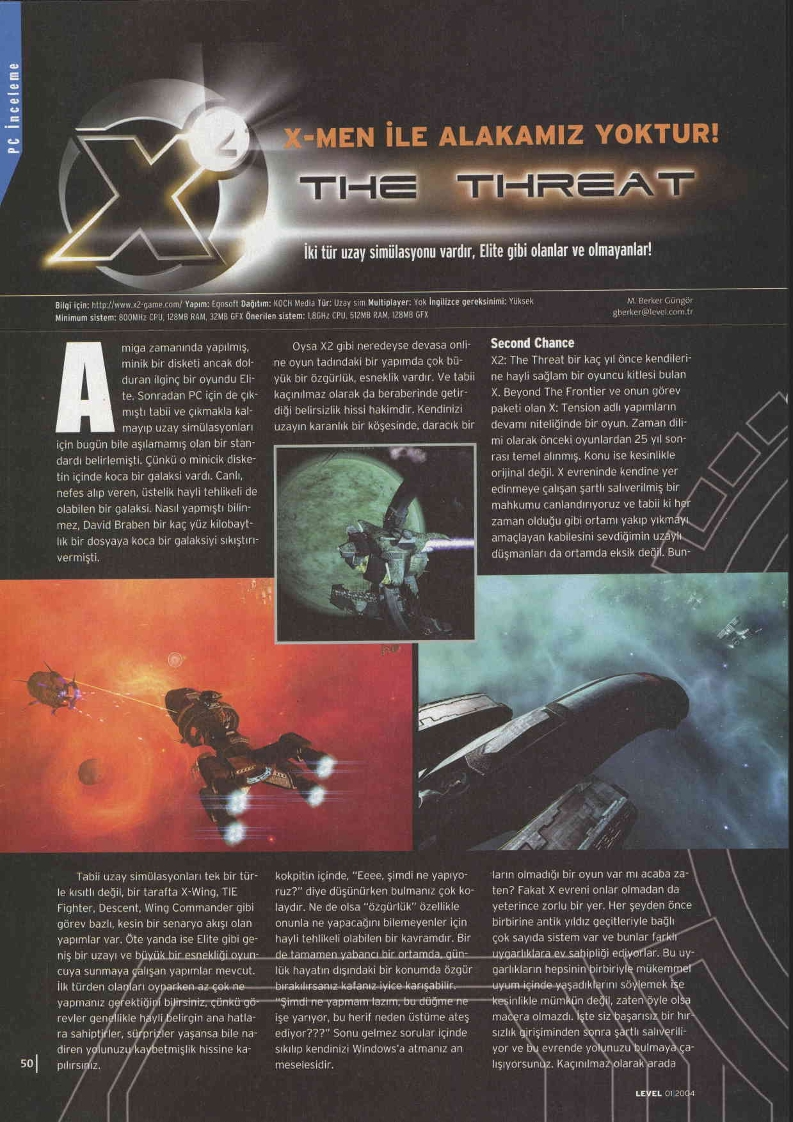 PC İnceleme
X2
X-MEN İLE ALAKAMIZ YOKTUR!
THE THREAT
İki tür uzay simülasyonu vardır, Elite gibi olanlar ve olmayanlar!
Bilgi için: http://www.x2-game.com/ Yapım: Egosoft Dağıtım: KOCH Media Tür: Uzay sim Multiplayer: Yok İngilizce gereksinimi: Yüksek
Minimum sistem: 800MHz CPU, 128MB RAM, 32MB GFX Önerilen sistem: 1.8GHz CPU, 512MB RAM, 128MB GFX
M. Berker Güngör
gberker@level.com.tr
Amiga zamanında yapılmış,
minik bir disketi ancak dol-
duran ilginç bir oyundu Eli-
te. Sonradan PC için de çık-
mıştı tabii ve çıkmakla kal-
mayıp uzay simülasyonları
için bugün bile aşılamamış olan bir stan-
dardı belirlemişti. Çünkü o minicik diske-
tin içinde koca bir galaksi vardı. Canlı,
nefes alıp veren, üstelik hayli tehlikeli de
olabilen bir galaksi. Nasıl yapmıştı bilin-
mez, David Braben bir kaç yüz kilobayt-
lık bir dosyaya koca bir galaksiyi sıkıştırı-
vermişti.
Tabii uzay simülasyonları tek bir tür-
le kısıtlı değil, bir tarafta X-Wing, TIE
Fighter, Descent, Wing Commander gibi
görev bazlı, kesin bir senaryo akışı olan
yapımlar var. Öte yanda ise Elite gibi ge-
niş bir uzayı ve büyük bir esnekliği oyun-
cuya sunmaya çalışan yapımlar mevcut.
İlk türden olanları oynarken az çok ne
yapmanız gerektiğini bilirsiniz, çünkü gö-
revler genellikle hayli belirgin ana hatla-
ra sahiptirler, sürprizler yaşansa bile na-
diren yolunuzu kaybetmişlik hissine ka-
pılırsınız.
Oysa X2 gibi neredeyse devasa onli-
ne oyun tadındaki bir yapımda çok bü-
yük bir özgürlük, esneklik vardır. Ve tabii
kaçınılmaz olarak da beraberinde getir-
diği belirsizlik hissi hakimdir. Kendinizi
uzayın karanlık bir köşesinde, daracık bir
kokpitin içinde, "Eeee, şimdi ne yapıyo-
ruz?" diye düşünürken bulmanız çok ko-
laydır. Ne de olsa "özgürlük" özellikle
onunla ne yapacağını bilemeyenler için
hayli tehlikeli olabilen bir kavramdır. Bir
de tamamen yabancı bir ortamda, gün-
lük hayatın dışındaki bir konumda özgür
bırakılırsanız kafanız iyice karışabilir.
"Şimdi ne yapmam lazım, bu düğme ne
işe yarıyor, bu herif neden üstüme ateş
ediyor???" Sonu gelmez sorular içinde
sıkılıp kendinizi Windows'a atmanız an
meselesidir.
Second Chance
X2: The Threat bir kaç yıl önce kendileri-
ne hayli sağlam bir oyuncu kitlesi bulan
X, Beyond The Frontier ve onun görev
paketi olan X: Tension adlı yapımların
devamı niteliğinde bir oyun. Zaman dili-
mi olarak önceki oyunlardan 25 yıl son-
rası temel alınmış. Konu ise kesinlikle
orijinal değil. X evreninde kendine yer
edinmeye çalışan şartlı salıverilmiş bir
mahkumu canlandırıyoruz ve tabii ki her
zaman olduğu gibi ortamı yakıp yıkmayı
amaçlayan kabilesini sevdiğimin uzaylı
düşmanları da ortamda eksik değil. Bun-
ların olmadığı bir oyun var mı acaba za-
ten? Fakat X evreni onlar olmadan da
yeterince zorlu bir yer. Her şeyden önce
birbirine antik yıldız geçitleriyle bağlı
çok sayıda sistem var ve bunlar farklı
uygarlıklara ev sahipliği ediyorlar. Bu uy-
garlıkların hepsinin birbiriyle mükemmel
uyum içinde yaşadıklarını söylemek ise
kesinlikle mümkün değil, zaten öyle olsa
macera olmazdı. İşte siz başarısız bir hır-
sızlık girişiminden sonra şartlı salıverili-
yor ve bu evrende yolunuzu bulmaya ça-
lışıyorsunuz. Kaçınılmaz olarak arada
50
LEVEL 01|2004